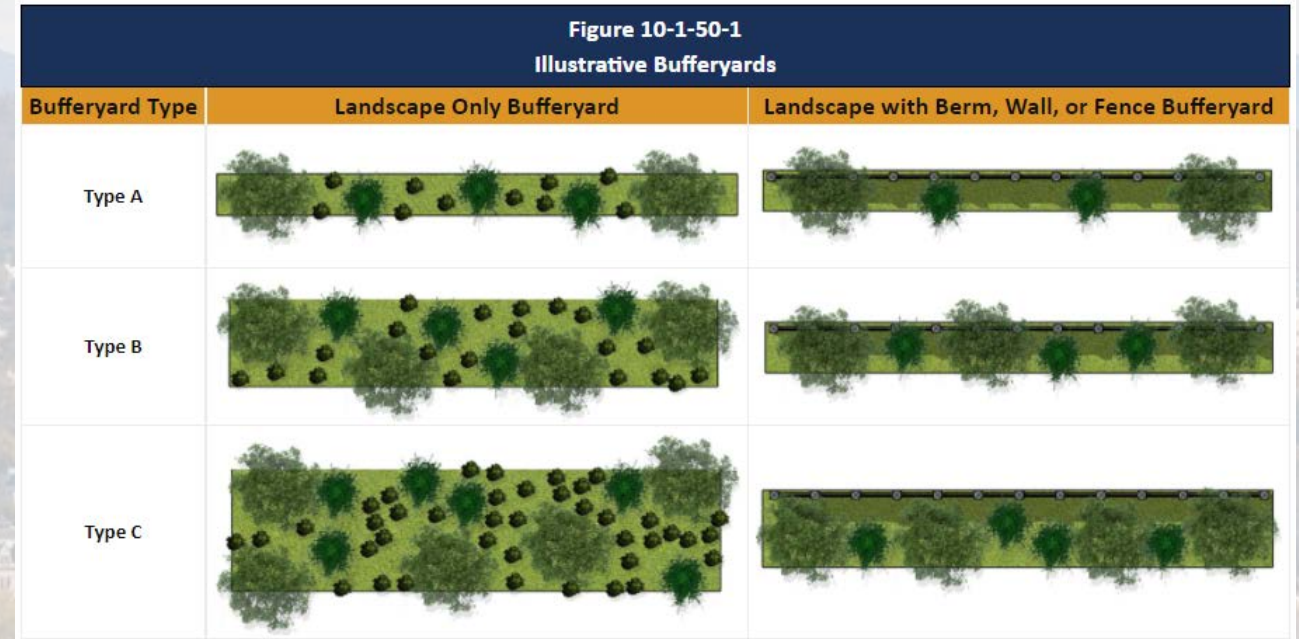 Figure 10-1-50-1
Illustrative Bufferyards
Bufferyard Type
Landscape Only Bufferyard
Landscape with Berm, Wall, or Fence Bufferyard
Type A
Type B
Type C